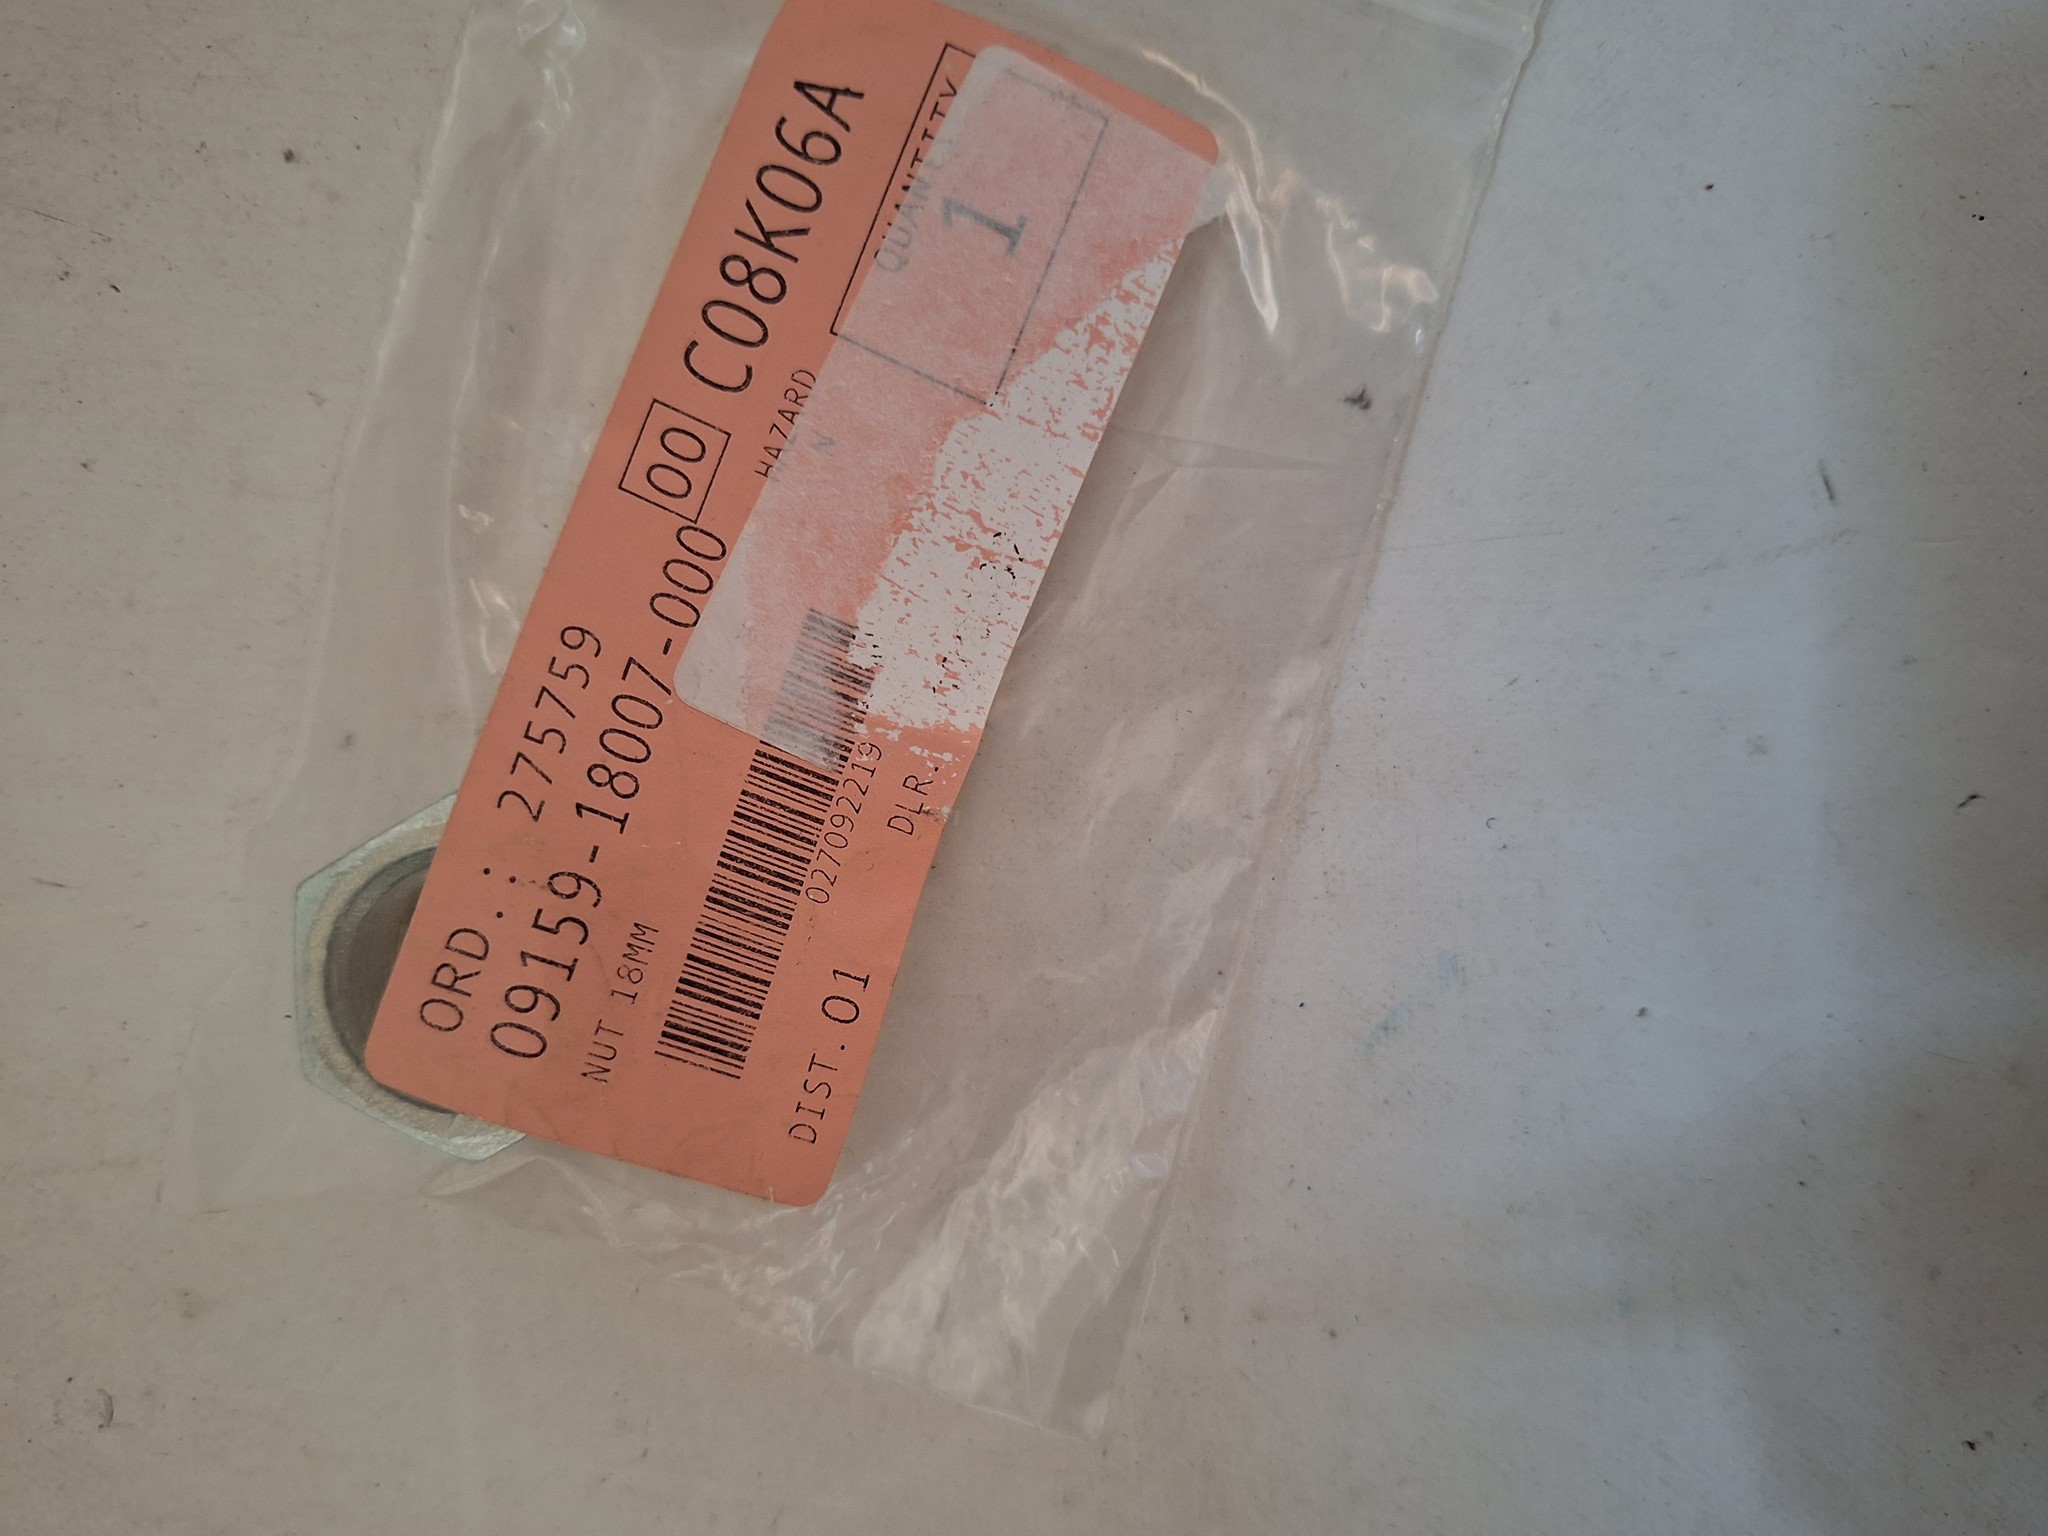 ORD.: 275759
09159-18007-000 00 C08K06A
NUT 18MM
HAZARD
N
QUANTITY
1
027092219
DIST.01
DLR.